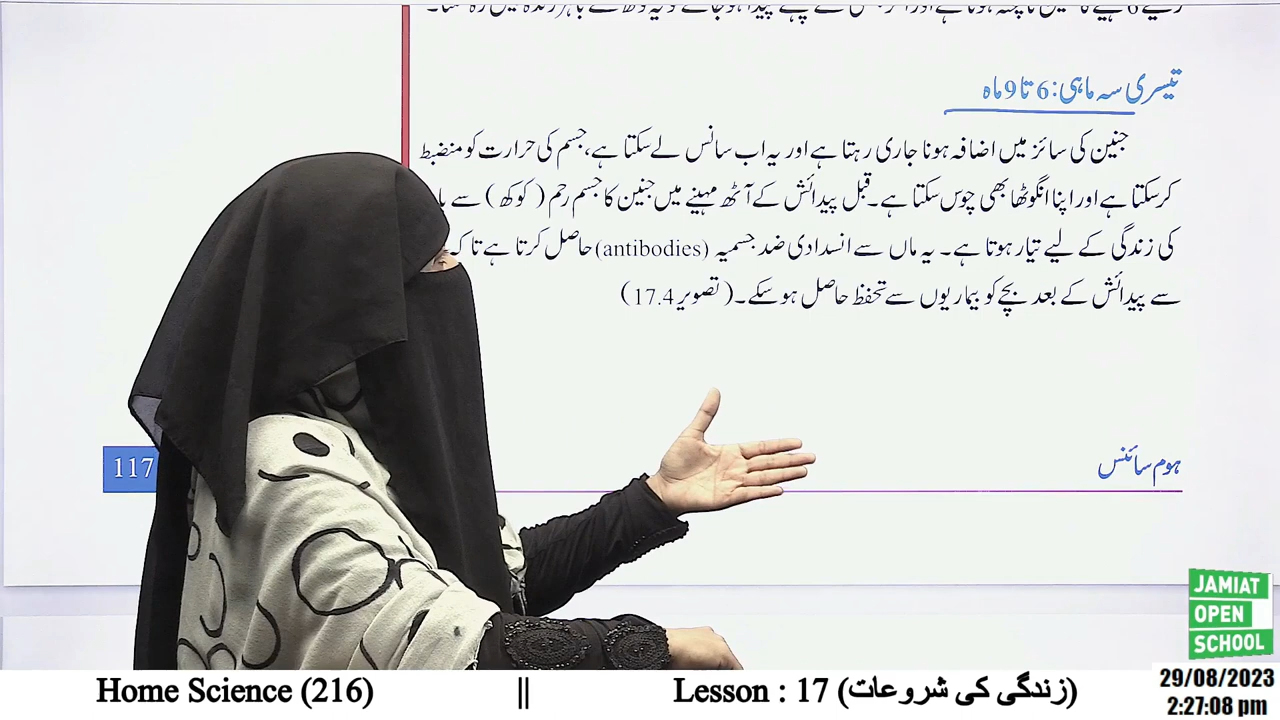 تیسری سہ ماہی: 6 تا 9 ماہ
جنین کی سائز میں اضافہ ہونا جاری رہتا ہے اور یہ اب سانس لے سکتا ہے، جسم کی حرارت کو منضبط
کر سکتا ہے اور اپنا انگوٹھا بھی چوس سکتا ہے۔ قبل پیدائش کے آٹھ مہینے میں جنین کا جسم رحم (کوکھ) سے
کی زندگی کے لیے تیار ہوتا ہے۔ یہ ماں سے انسدادی ضد جسمیہ (antibodies) حاصل کرتا ہے تاکہ
سے پیدائش کے بعد بچے کو بیماریوں سے تحفظ حاصل ہو سکے۔ (تصویر 17.4)
ہوم سائنس
117
JAMIAT
OPEN
SCHOOL
Home Science (216) || Lesson : 17 (زندگی کی شروعات)
29/08/2023
2:27:08 pm